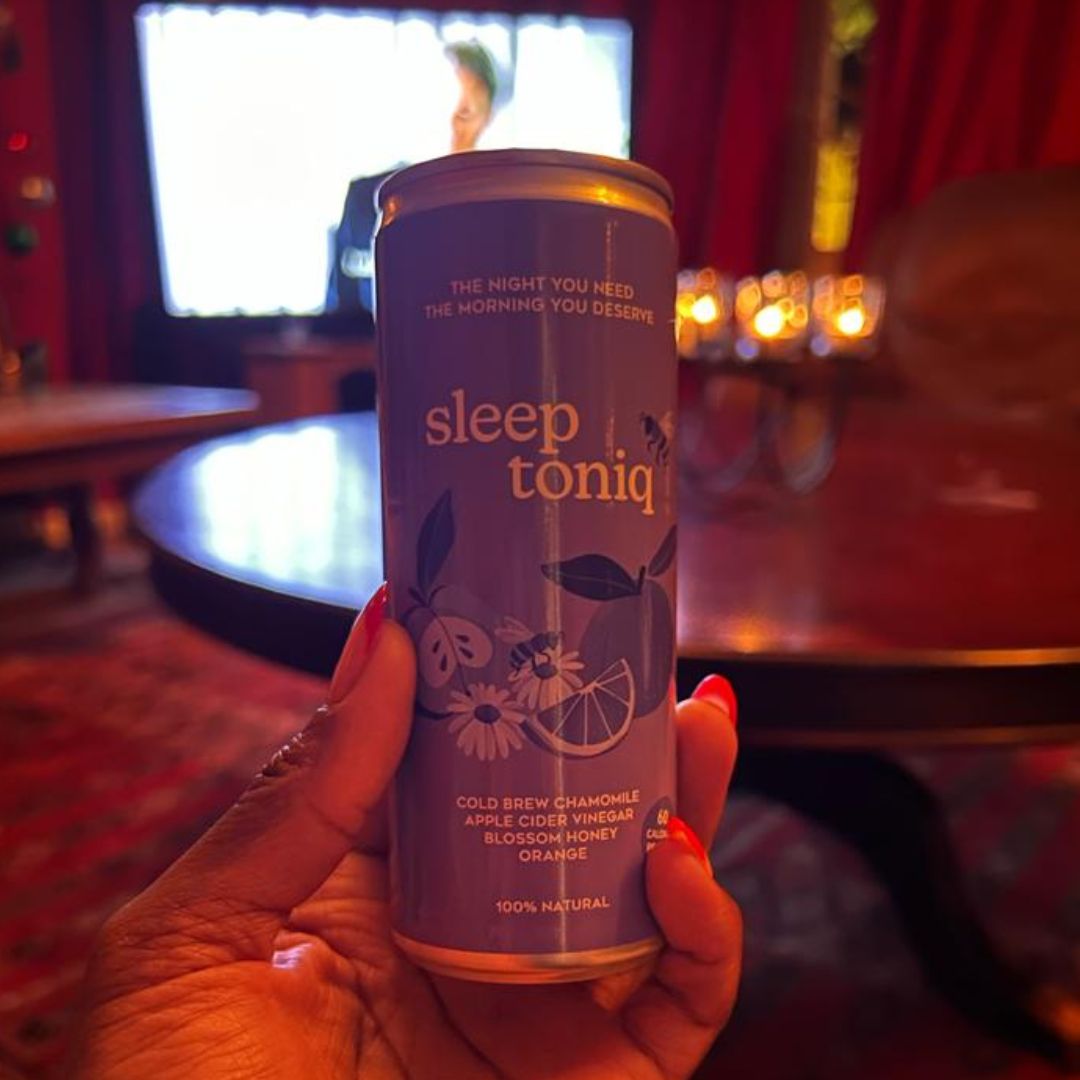 THE NIGHT YOU NEED
THE MORNING YOU DESERVE
sleep
toniq
COLD BREW CHAMOMILE
APPLE CIDER VINEGAR
BLOSSOM HONEY
ORANGE
60
100% NATURAL